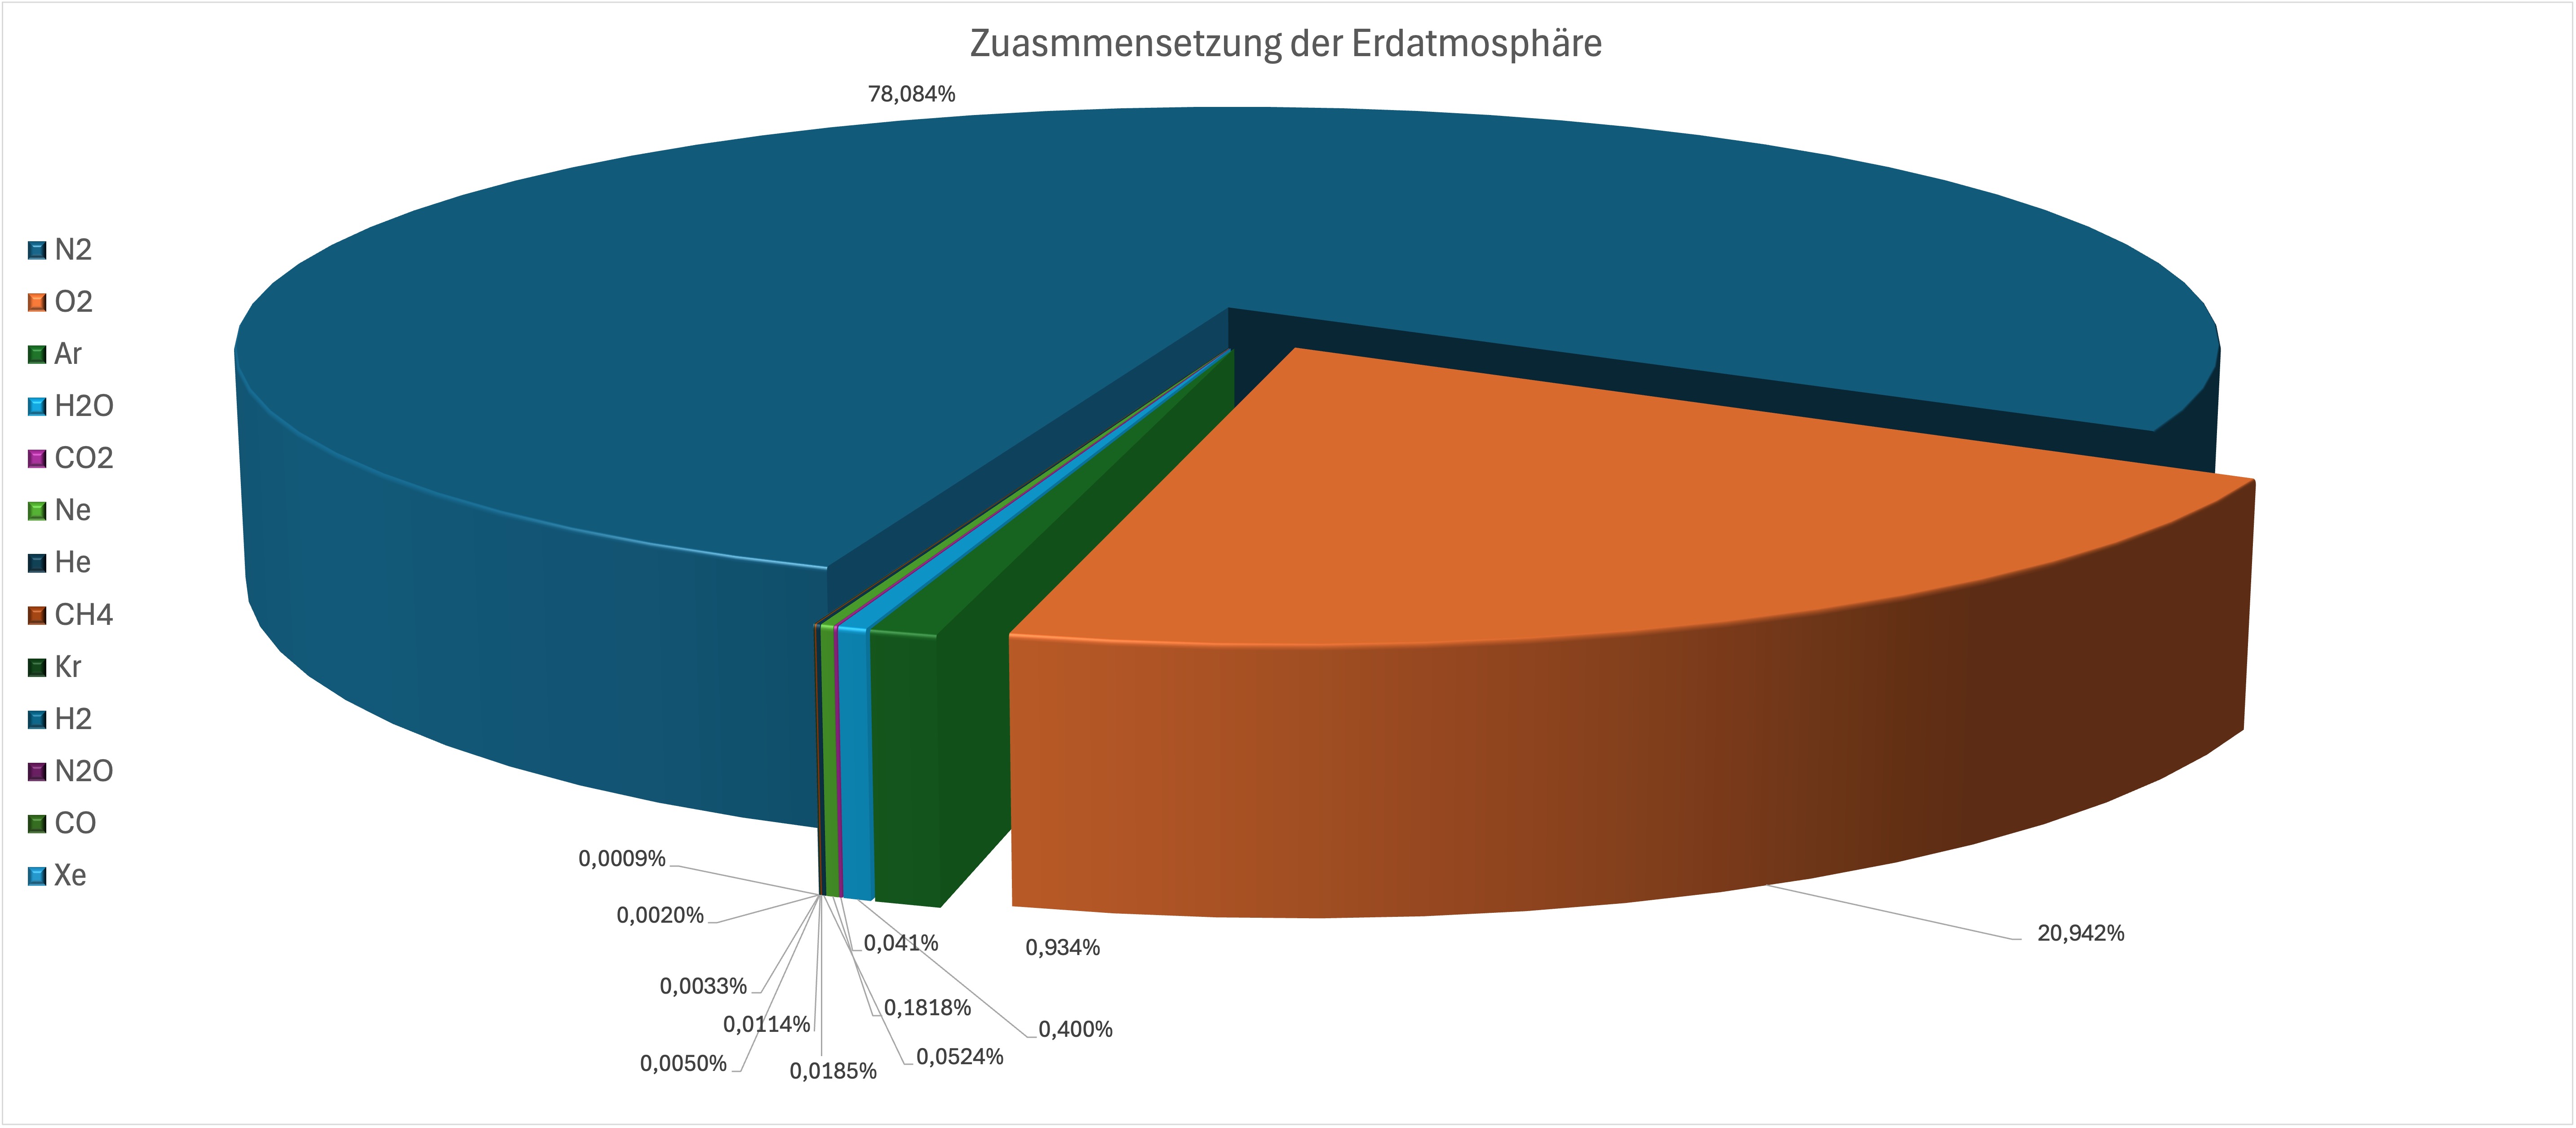 Zuasmmensetzung der Erdatmosphäre
78,084%
N2
O2
Ar
H2O
CO2
Ne
He
CH4
Kr
H2
N2O
CO
Xe
0,0009%
0,0020%
0,0033%
0,0114%
0,0050%
0,0185%
0,041%
0,1818%
0,0524%
0,934%
0,400%
20,942%